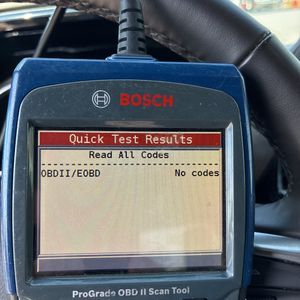 BOSCH
Quick Test Results
Read All Codes
OBDII/EOBD No codes
ProGrade OBD II Scan Tool